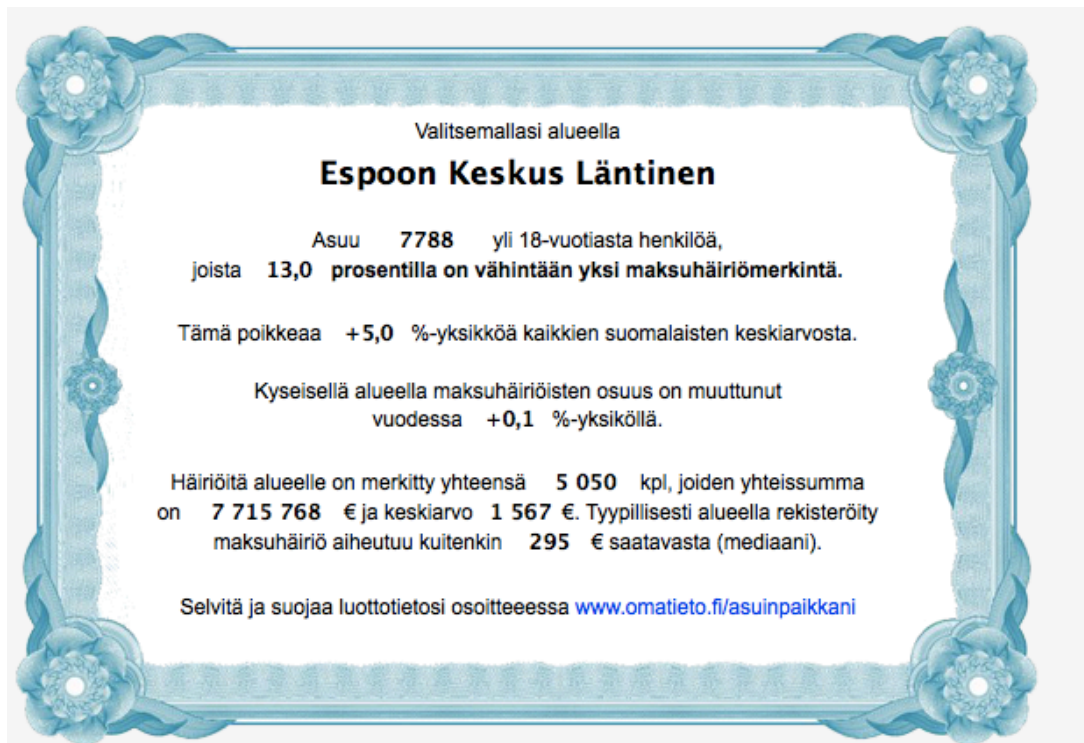 Valitsemallasi alueella
Espoon Keskus Läntinen
Asuu 7788 yli 18-vuotiasta henkilöä,
joista 13,0 prosentilla on vähintään yksi maksuhäiriömerkintä.
Tämä poikkeaa +5,0 %-yksikköä kaikkien suomalaisten keskiarvosta.
Kyseisellä alueella maksuhäiriöisten osuus on muuttunut
vuodessa +0,1 %-yksiköllä.
Häiriöitä alueelle on merkitty yhteensä 5 050 kpl, joiden yhteissumma
on 7 715 768 € ja keskiarvo 1 567 €. Tyypillisesti alueella rekisteröity
maksuhäiriö aiheutuu kuitenkin 295 € saatavasta (mediaani).
Selvitä ja suojaa luottotietosi osoitteeessa www.omatieto.fi/asuinpaikkani